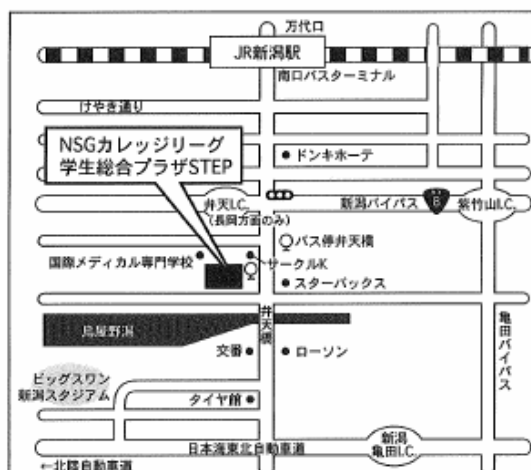 万代口
JR新潟駅
南口バスターミナル
けやき通り
NSGカレッジリーグ
学生総合プラザSTEP
ドンキホーテ
弁天I.C.
(長岡方面のみ)
新潟バイパス
8
紫竹山I.C.
バス停弁天橋
国際メディカル専門学校
サークルK
スターバックス
鳥屋野潟
弁天橋
亀田バイパス
交番
ローソン
ビッグスワン
新潟スタジアム
タイヤ館
日本海東北自動車道
新潟
亀田I.C.
←北陸自動車道